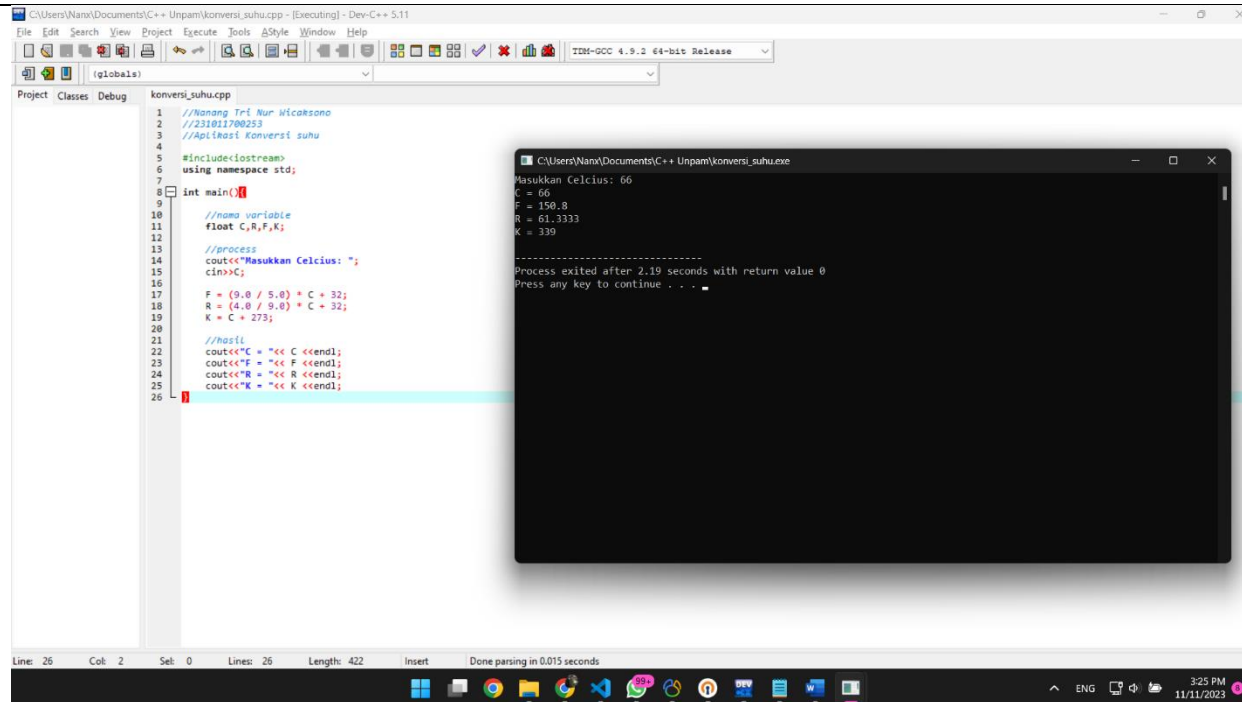 C:\Users\Nanx\Documents\C++ Unpam\konversi_suhu.cpp - [Executing] - Dev-C++ 5.11
File Edit Search View Project Execute Tools AStyle Window Help
TDM-GCC 4.9.2 64-bit Release
(globals)
Project Classes Debug
konversi_suhu.cpp
1 //Nanang Tri Nur Wicaksono
2 //231011700253
3 //Aplikasi Konversi suhu
4
5 #include<iostream>
6 using namespace std;
7
8 int main(){
9
10 //nama variable
11 float C,R,F,K;
12
13 //process
14 cout<<"Masukkan Celcius: ";
15 cin>>C;
16
17 F = (9.0 / 5.0) * C + 32;
18 R = (4.0 / 9.0) * C + 32;
19 K = C + 273;
20
21 //hasil
22 cout<<"C = "<< C <<endl;
23 cout<<"F = "<< F <<endl;
24 cout<<"R = "<< R <<endl;
25 cout<<"K = "<< K <<endl;
26 }
C:\Users\Nanx\Documents\C++ Unpam\konversi_suhu.exe
Masukkan Celcius: 66
C = 66
F = 150.8
R = 61.3333
K = 339
--------------------------------
Process exited after 2.19 seconds with return value 0
Press any key to continue . . .
Line: 26 Col: 2 Sel: 0 Lines: 26 Length: 422 Insert Done parsing in 0.015 seconds
99+
DEV
W
ENG
3:25 PM
11/11/2023
8